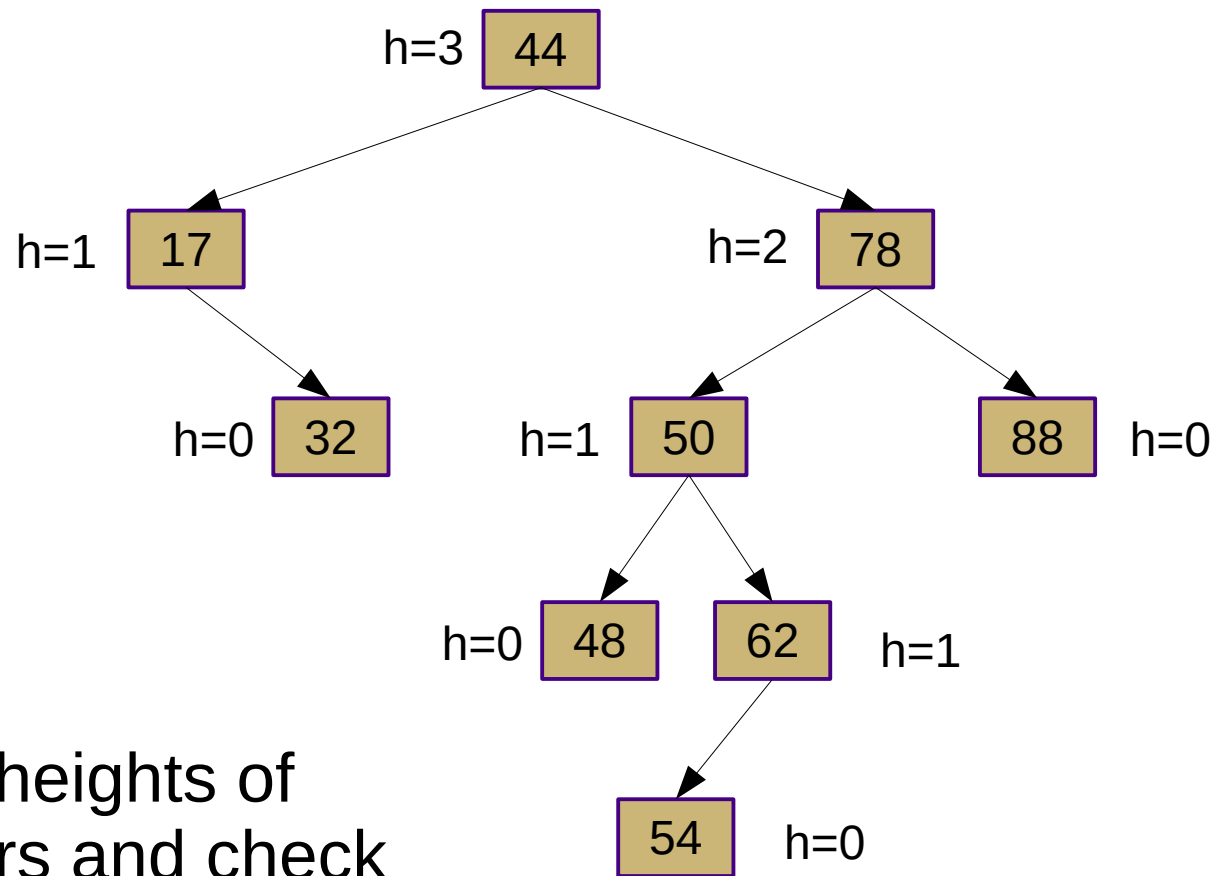 h=3 44
h=1 17 h=2 78
h=0 32 h=1 50 88 h=0
h=0 48 62 h=1
heights of
54 h=0
rs and check